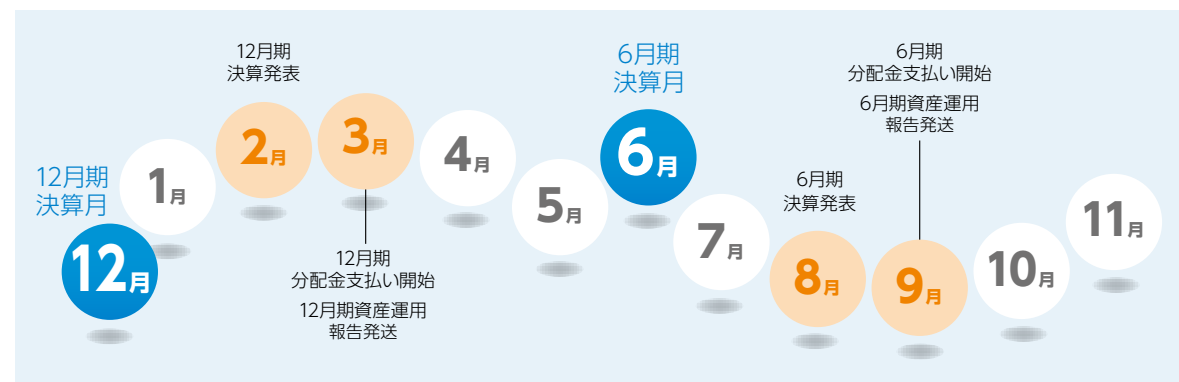 12月期
決算月
12月
1月
12月期
決算発表
2月
3月
12月期
分配金支払い開始
12月期資産運用
報告発送
4月
5月
6月期
決算月
6月
7月
6月期
決算発表
8月
6月期
分配金支払い開始
6月期資産運用
報告発送
9月
10月
11月